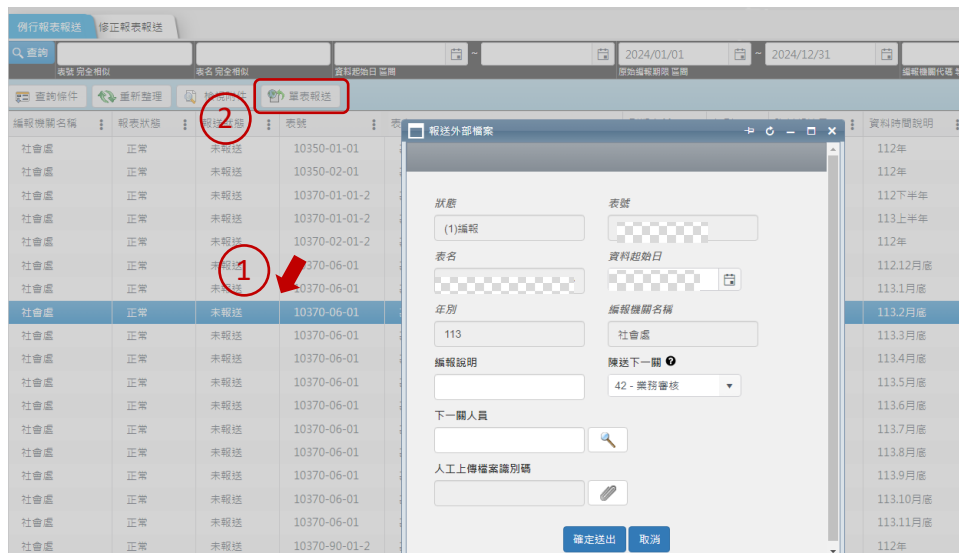 例行報表報送 修正報表報送
查詢 ~ 2024/01/01 ~ 2024/12/31
表號 完全相似 表名 完全相似 資料起始日 區間 原始編報期限 區間 編報機關代碼
查詢條件 重新整理 檢視附件 單表報送
②
編報機關名稱 報表狀態 報送狀態 表號 資料時間說明
社會處 正常 未報送 10350-01-01 112年
社會處 正常 未報送 10350-02-01 112年
社會處 正常 未報送 10370-01-01-2 112下半年
社會處 正常 未報送 10370-01-01-2 113上半年
社會處 正常 未報送 10370-02-01-2 112年
社會處 正常 未報送 10370-06-01 112.12月底
①
社會處 正常 未報送 10370-06-01 113.1月底
社會處 正常 未報送 10370-06-01 113.2月底
社會處 正常 未報送 10370-06-01 113.3月底
社會處 正常 未報送 10370-06-01 113.4月底
社會處 正常 未報送 10370-06-01 113.5月底
社會處 正常 未報送 10370-06-01 113.6月底
社會處 正常 未報送 10370-06-01 113.7月底
社會處 正常 未報送 10370-06-01 113.8月底
社會處 正常 未報送 10370-06-01 113.9月底
社會處 正常 未報送 10370-06-01 113.10月底
社會處 正常 未報送 10370-06-01 113.11月底
社會處 正常 未報送 10370-90-01-2 112年
報送外部檔案
狀態 表號
(1)編報
表名 資料起始日
年別 編報機關名稱
113 社會處
編報說明 陳送下一關
42 - 業務審核
下一關人員
人工上傳檔案識別碼
確定送出 取消